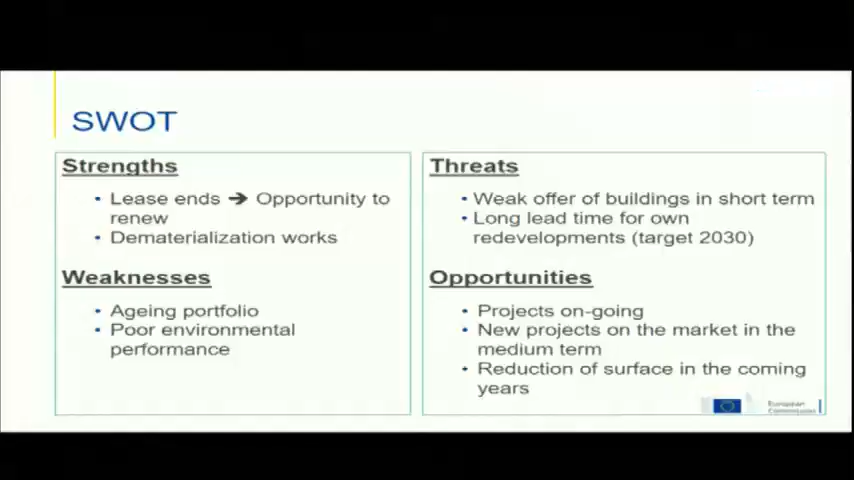 SWOT
Strengths
• Lease ends ➔ Opportunity to
renew
• Dematerialization works
Weaknesses
• Ageing portfolio
• Poor environmental
performance
Threats
• Weak offer of buildings in short term
• Long lead time for own
redevelopments (target 2030)
Opportunities
• Projects on-going
• New projects on the market in the
medium term
• Reduction of surface in the coming
years
European
Commission